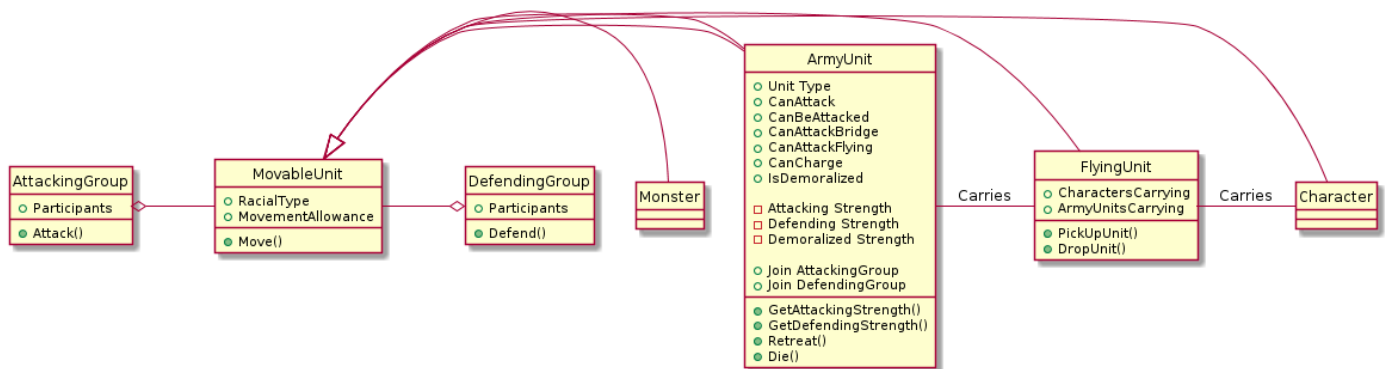 AttackingGroup
Participants
Attack()
MovableUnit
RacialType
MovementAllowance
Move()
DefendingGroup
Participants
Defend()
Monster
ArmyUnit
Unit Type
CanAttack
CanBeAttacked
CanAttackBridge
CanAttackFlying
CanCharge
IsDemoralized
Attacking Strength
Defending Strength
Demoralized Strength
Join AttackingGroup
Join DefendingGroup
GetAttackingStrength()
GetDefendingStrength()
Retreat()
Die()
Carries
FlyingUnit
CharactersCarrying
ArmyUnitsCarrying
PickUpUnit()
DropUnit()
Carries
Character